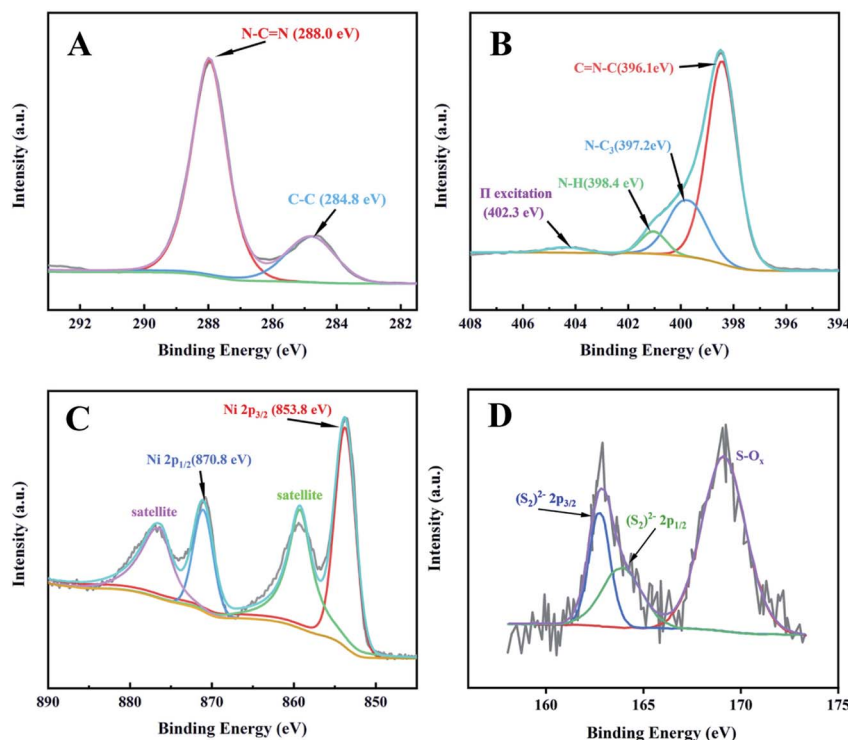 A
N-C=N (288.0 eV)
C-C (284.8 eV)
Intensity (a.u.)
292 290 288 286 284 282
Binding Energy (eV)
B
C=N-C(396.1eV)
N-C₃(397.2eV)
N-H(398.4 eV)
Π excitation
(402.3 eV)
Intensity (a.u.)
408 406 404 402 400 398 396 394
Binding Energy (eV)
C
Ni 2p₃/₂ (853.8 eV)
Ni 2p₁/₂(870.8 eV)
satellite
satellite
Intensity (a.u.)
890 880 870 860 850
Binding Energy (eV)
D
S-Oₓ
(S₂)²⁻ 2p₃/₂
(S₂)²⁻ 2p₁/₂
Intensity (a.u.)
160 165 170 175
Binding Energy (eV)